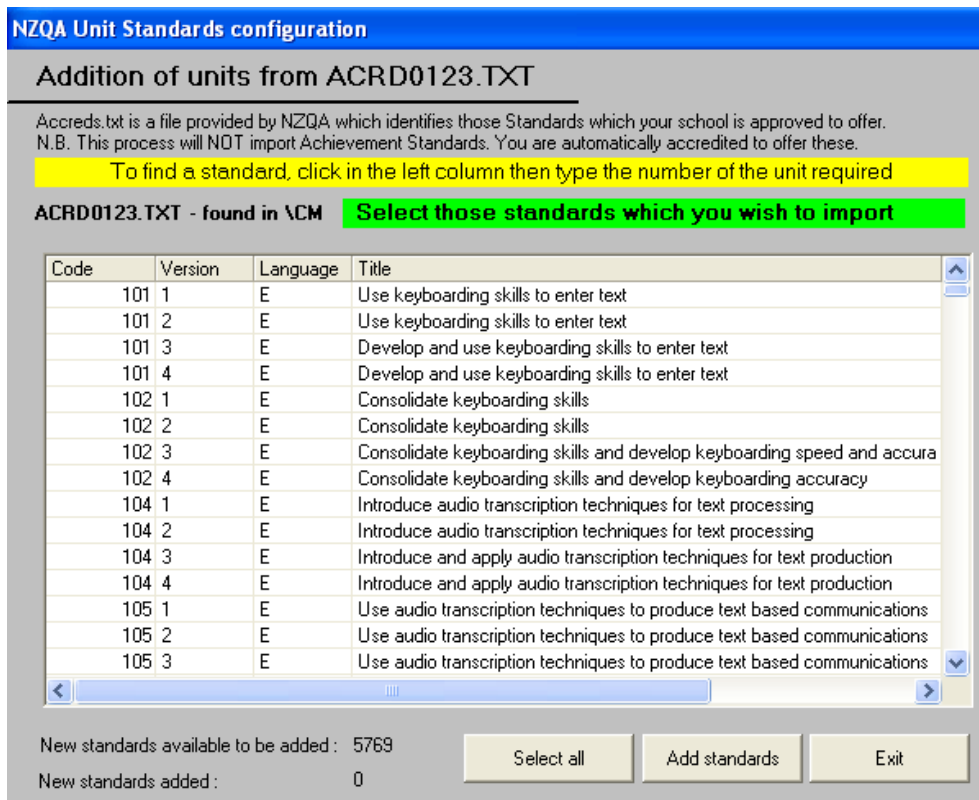 NZQA Unit Standards configuration
Addition of units from ACRD0123.TXT
Accreds.txt is a file provided by NZQA which identifies those Standards which your school is approved to offer.
N.B. This process will NOT import Achievement Standards. You are automatically accredited to offer these.
To find a standard, click in the left column then type the number of the unit required
ACRD0123.TXT - found in \CM Select those standards which you wish to import
Code Version Language Title
101 1 E Use keyboarding skills to enter text
101 2 E Use keyboarding skills to enter text
101 3 E Develop and use keyboarding skills to enter text
101 4 E Develop and use keyboarding skills to enter text
102 1 E Consolidate keyboarding skills
102 2 E Consolidate keyboarding skills
102 3 E Consolidate keyboarding skills and develop keyboarding speed and accura
102 4 E Consolidate keyboarding skills and develop keyboarding accuracy
104 1 E Introduce audio transcription techniques for text processing
104 2 E Introduce audio transcription techniques for text processing
104 3 E Introduce and apply audio transcription techniques for text production
104 4 E Introduce and apply audio transcription techniques for text production
105 1 E Use audio transcription techniques to produce text based communications
105 2 E Use audio transcription techniques to produce text based communications
105 3 E Use audio transcription techniques to produce text based communications
New standards available to be added : 5769
New standards added : 0
Select all Add standards Exit